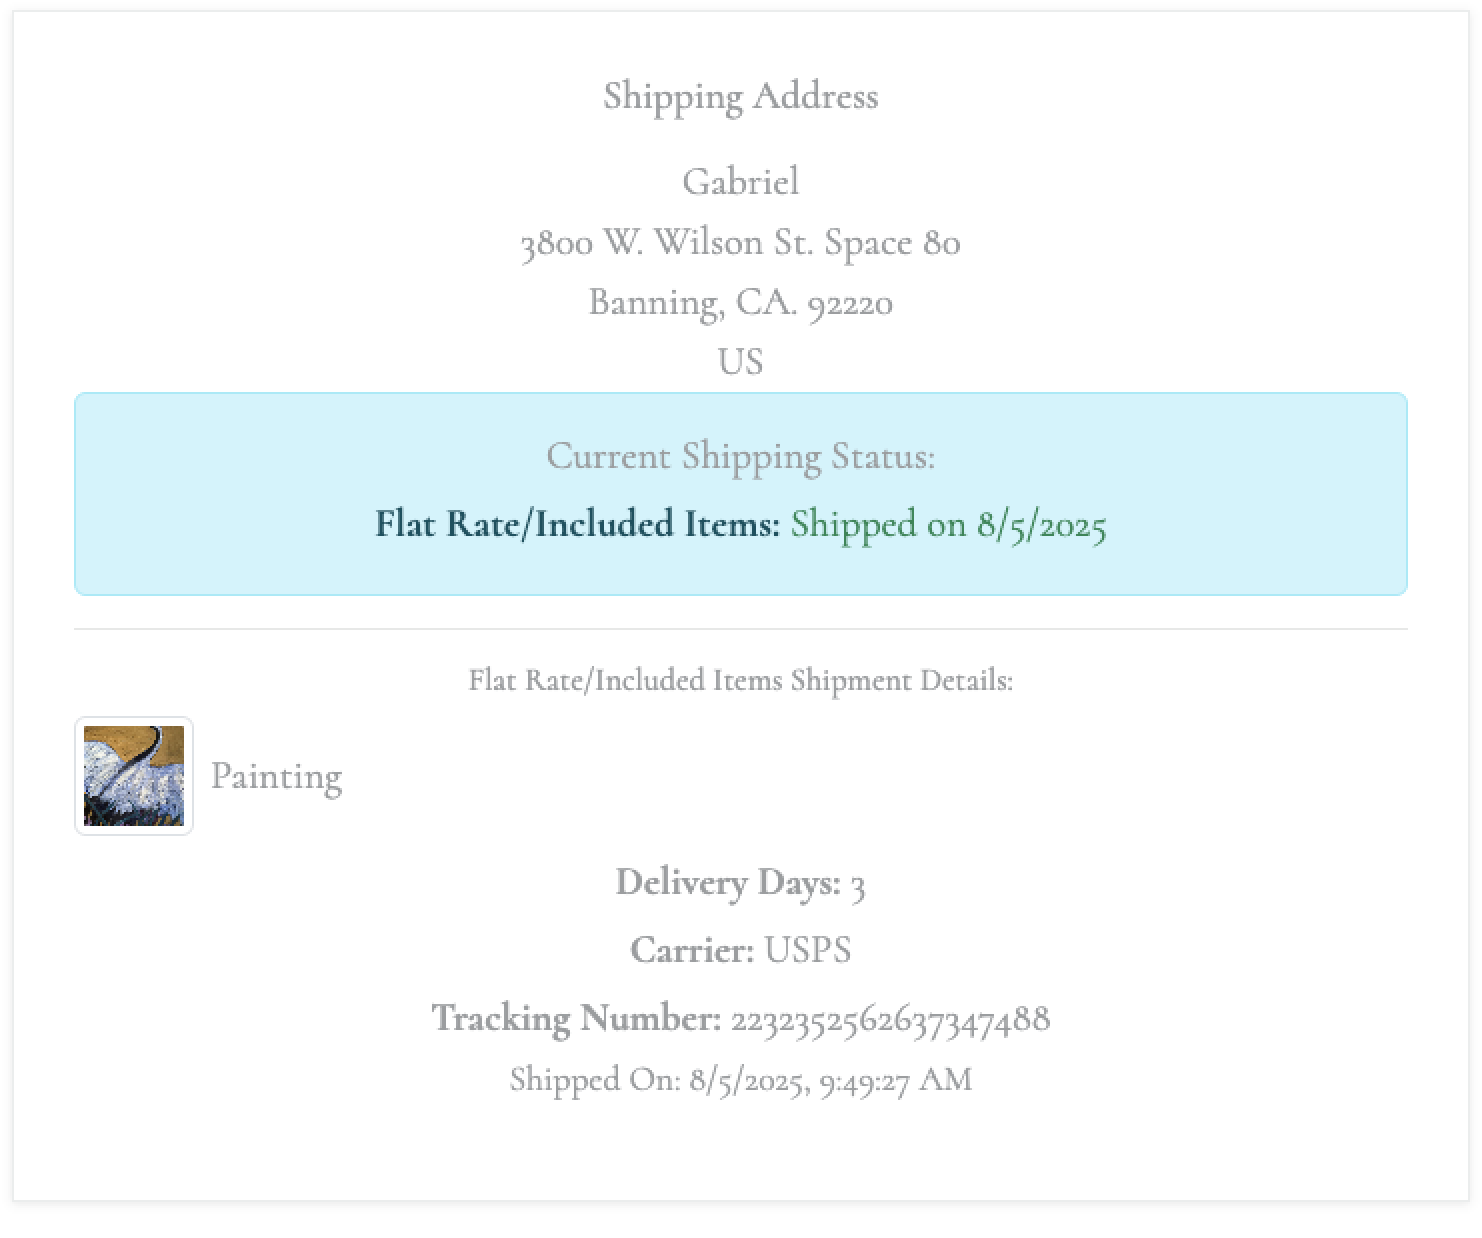 Shipping Address
Gabriel
3800 W. Wilson St. Space 80
Banning, CA. 92220
US
Current Shipping Status:
Flat Rate/Included Items: Shipped on 8/5/2025
Flat Rate/Included Items Shipment Details:
Painting
Delivery Days: 3
Carrier: USPS
Tracking Number: 2232352562637347488
Shipped On: 8/5/2025, 9:49:27 AM